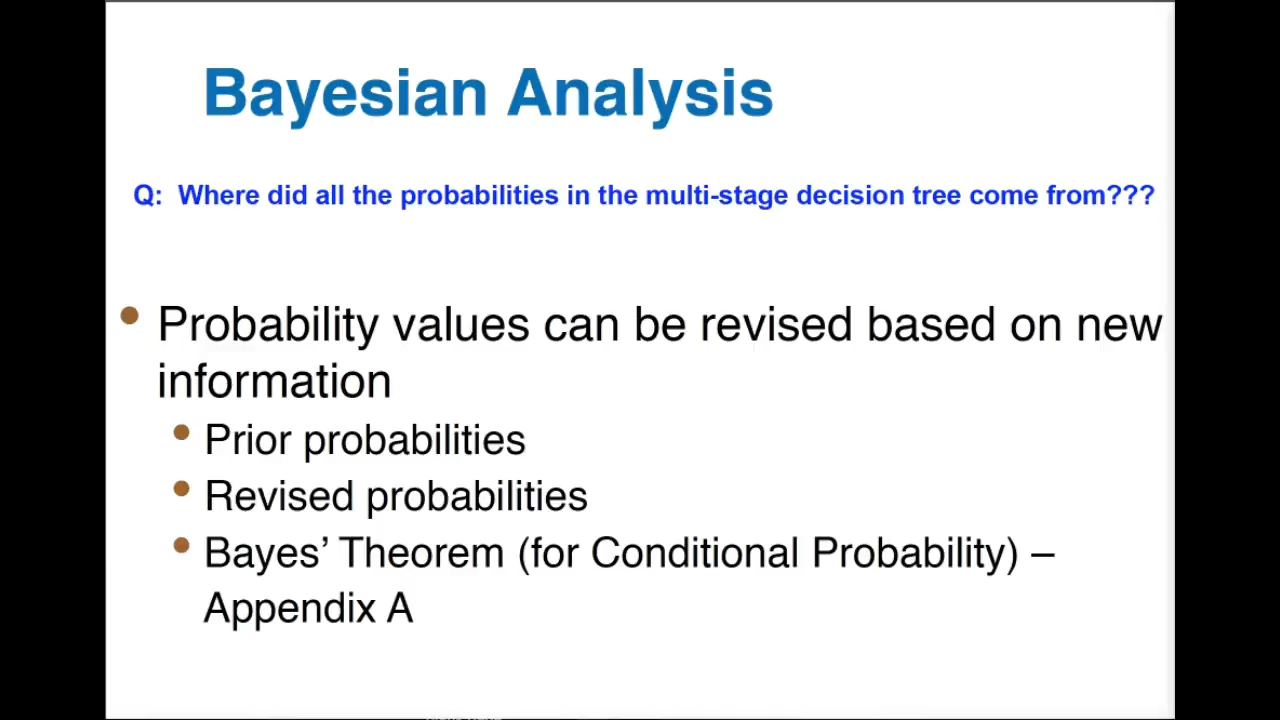 Bayesian Analysis
Q: Where did all the probabilities in the multi-stage decision tree come from???
• Probability values can be revised based on new
information
• Prior probabilities
• Revised probabilities
• Bayes’ Theorem (for Conditional Probability) –
Appendix A